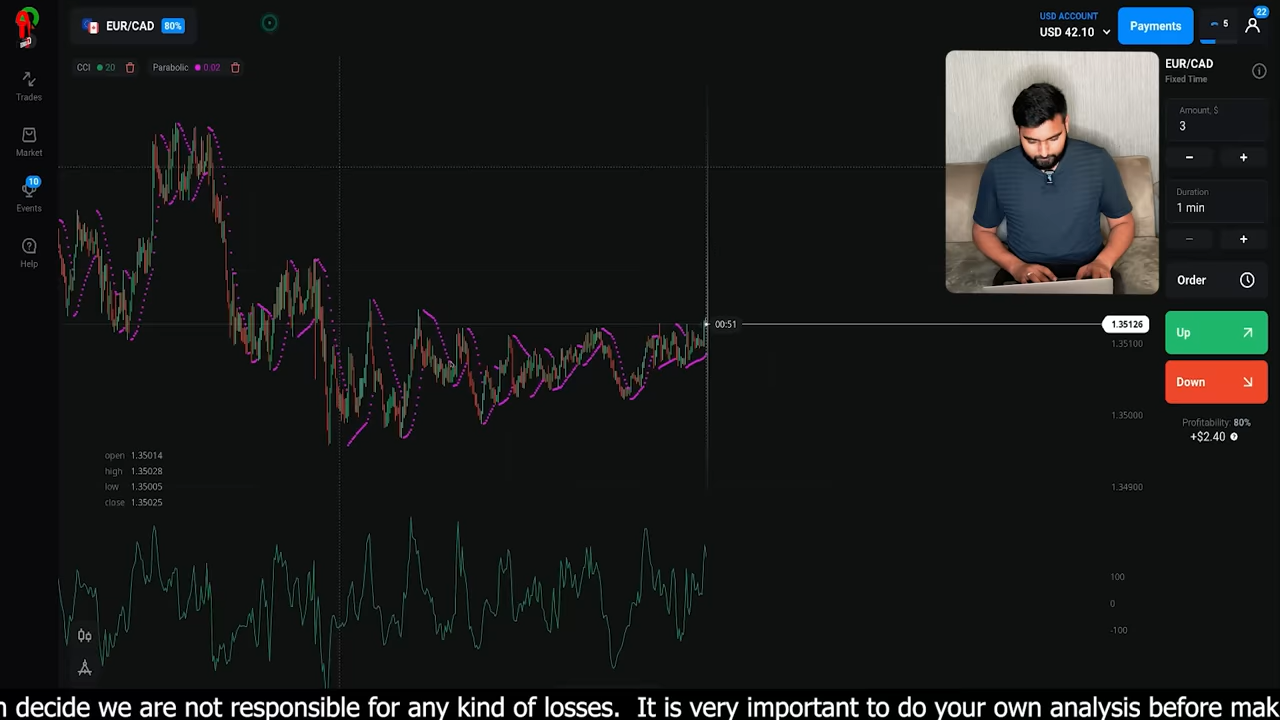 EUR/CAD 80%
USD ACCOUNT
USD 42.10
Payments
5
22
CCI 20
Parabolic 0.02
EUR/CAD
Fixed Time
Trades
Market
10
Events
Help
Amount, $
3
Duration
1 min
Order
Up
Down
Profitability: 80%
+$2.40
00:51
1.35126
1.35100
1.35000
1.34900
open 1.35014
high 1.35028
low 1.35005
close 1.35025
100
0
-100
decide we are not responsible for any kind of losses. It is very important to do your own analysis before mak